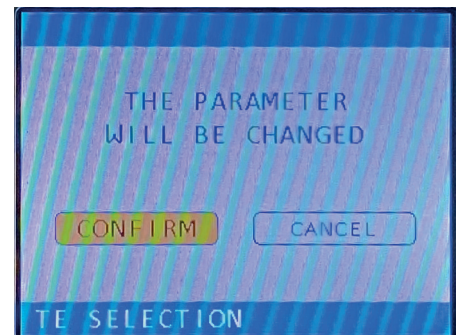 THE PARAMETER
WILL BE CHANGED
CONFIRM CANCEL
TE SELECTION